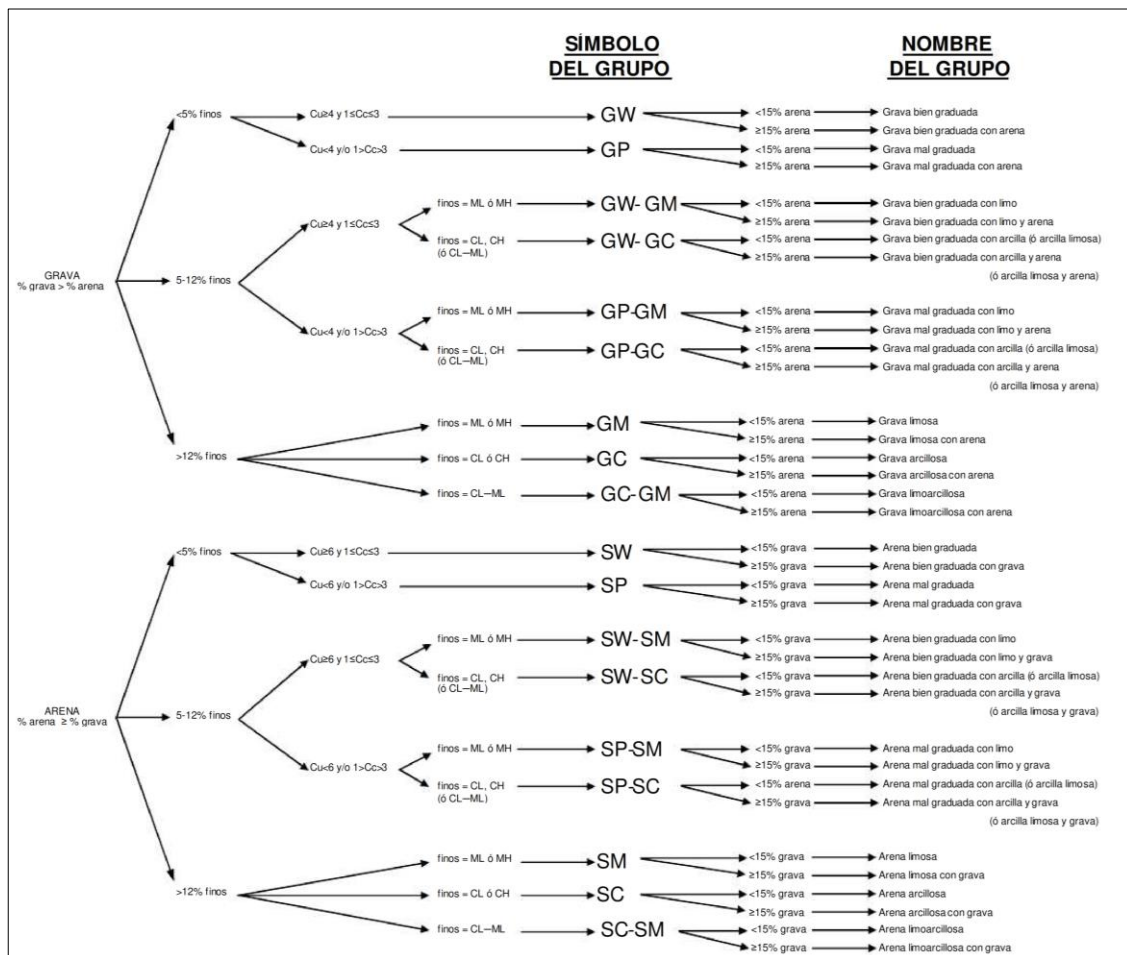 SÍMBOLO
DEL GRUPO
NOMBRE
DEL GRUPO
GRAVA
% grava > % arena
<5% finos
Cu≥4 y 1≤Cc≤3
GW
<15% arena
Grava bien graduada
≥15% arena
Grava bien graduada con arena
Cu<4 y/o 1>Cc>3
GP
<15% arena
Grava mal graduada
≥15% arena
Grava mal graduada con arena
5-12% finos
Cu≥4 y 1≤Cc≤3
finos = ML ó MH
GW- GM
<15% arena
Grava bien graduada con limo
≥15% arena
Grava bien graduada con limo y arena
finos = CL, CH
(ó CL–ML)
GW- GC
<15% arena
Grava bien graduada con arcilla (ó arcilla limosa)
≥15% arena
Grava bien graduada con arcilla y arena
(ó arcilla limosa y arena)
Cu<4 y/o 1>Cc>3
finos = ML ó MH
GP-GM
<15% arena
Grava mal graduada con limo
≥15% arena
Grava mal graduada con limo y arena
finos = CL, CH
(ó CL–ML)
GP-GC
<15% arena
Grava mal graduada con arcilla (ó arcilla limosa)
≥15% arena
Grava mal graduada con arcilla y arena
(ó arcilla limosa y arena)
>12% finos
finos = ML ó MH
GM
<15% arena
Grava limosa
≥15% arena
Grava limosa con arena
finos = CL ó CH
GC
<15% arena
Grava arcillosa
≥15% arena
Grava arcillosa con arena
finos = CL–ML
GC- GM
<15% arena
Grava limoarcillosa
≥15% arena
Grava limoarcillosa con arena
ARENA
% arena ≥ % grava
<5% finos
Cu≥6 y 1≤Cc≤3
SW
<15% grava
Arena bien graduada
≥15% grava
Arena bien graduada con grava
Cu<6 y/o 1>Cc>3
SP
<15% grava
Arena mal graduada
≥15% grava
Arena mal graduada con grava
5-12% finos
Cu≥6 y 1≤Cc≤3
finos = ML ó MH
SW- SM
<15% grava
Arena bien graduada con limo
≥15% grava
Arena bien graduada con limo y grava
finos = CL, CH
(ó CL–ML)
SW- SC
<15% grava
Arena bien graduada con arcilla (ó arcilla limosa)
≥15% grava
Arena bien graduada con arcilla y grava
(ó arcilla limosa y grava)
Cu<6 y/o 1>Cc>3
finos = ML ó MH
SP-SM
<15% grava
Arena mal graduada con limo
≥15% grava
Arena mal graduada con limo y grava
finos = CL, CH
(ó CL–ML)
SP-SC
<15% arena
Arena mal graduada con arcilla (ó arcilla limosa)
≥15% grava
Arena mal graduada con arcilla y grava
(ó arcilla limosa y grava)
>12% finos
finos = ML ó MH
SM
<15% grava
Arena limosa
≥15% grava
Arena limosa con grava
finos = CL ó CH
SC
<15% grava
Arena arcillosa
≥15% grava
Arena arcillosa con grava
finos = CL–ML
SC-SM
<15% grava
Arena limoarcillosa
≥15% grava
Arena limoarcillosa con grava